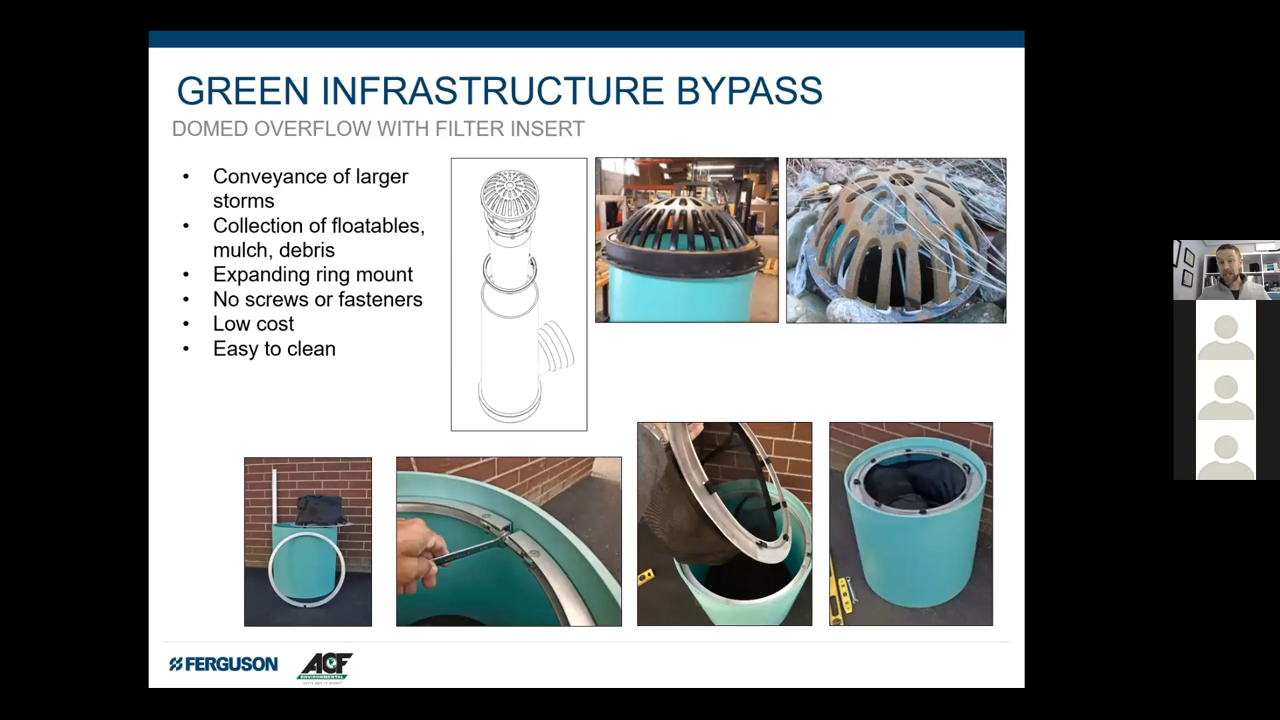 GREEN INFRASTRUCTURE BYPASS
DOMED OVERFLOW WITH FILTER INSERT
• Conveyance of larger
storms
• Collection of floatables,
mulch, debris
• Expanding ring mount
• No screws or fasteners
• Low cost
• Easy to clean
FERGUSON
ACF
ENVIRONMENTAL